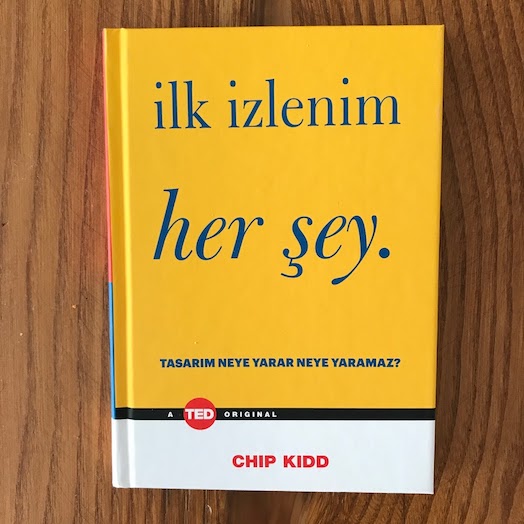 ilk izlenim
her şey.
TASARIM NEYE YARAR NEYE YARAMAZ?
A TED ORIGINAL
CHIP KIDD